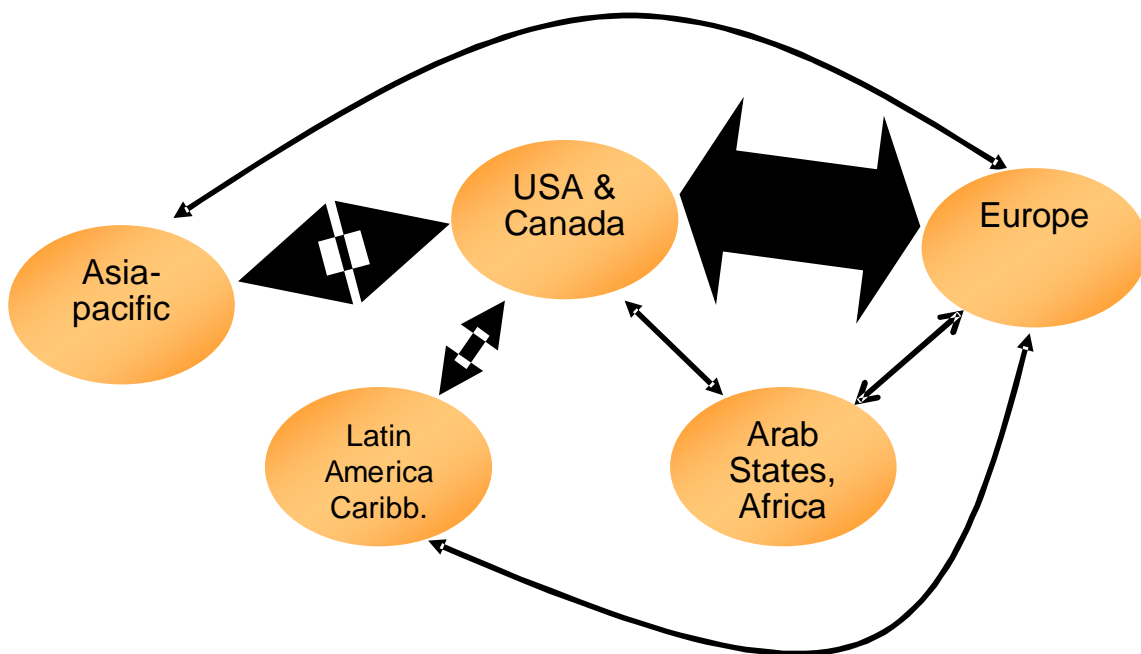 USA &
Canada
Europe
Asia-
pacific
Latin
America
Caribb.
Arab
States,
Africa